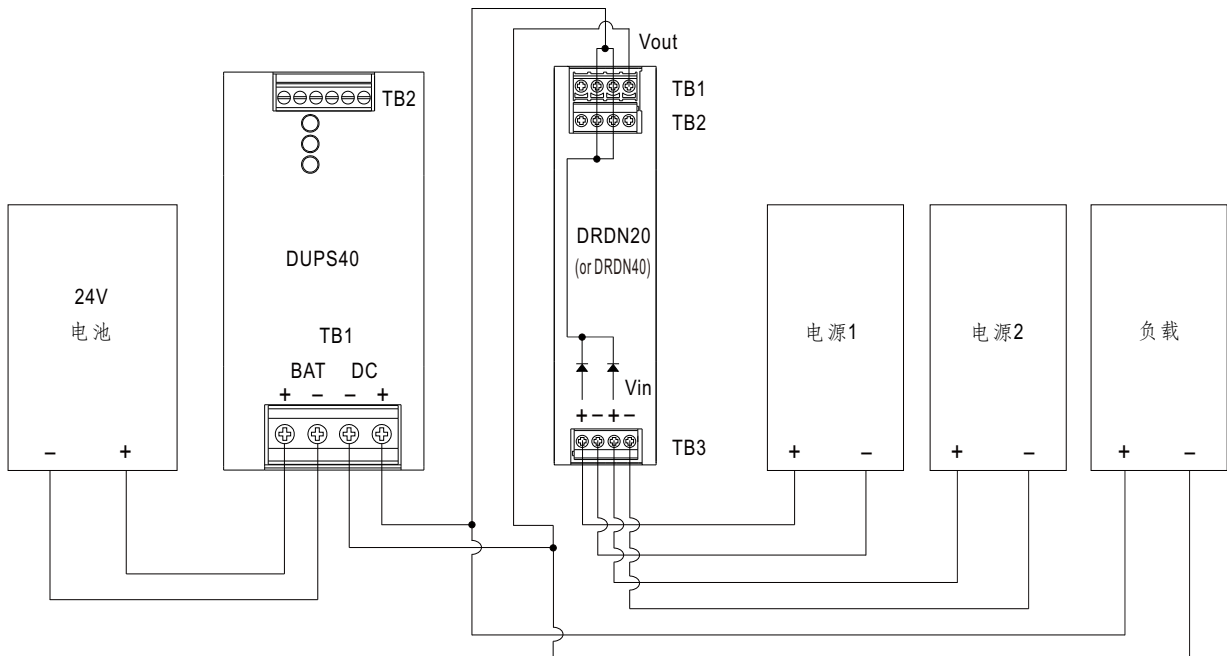 Vout
TB1
TB2
TB2
DUPS40
DRDN20
(or DRDN40)
24V
电池
电源1
电源2
负载
TB1
BAT DC
+ − − +
Vin
+ − + −
TB3
− +
+ −
+ −
+ −